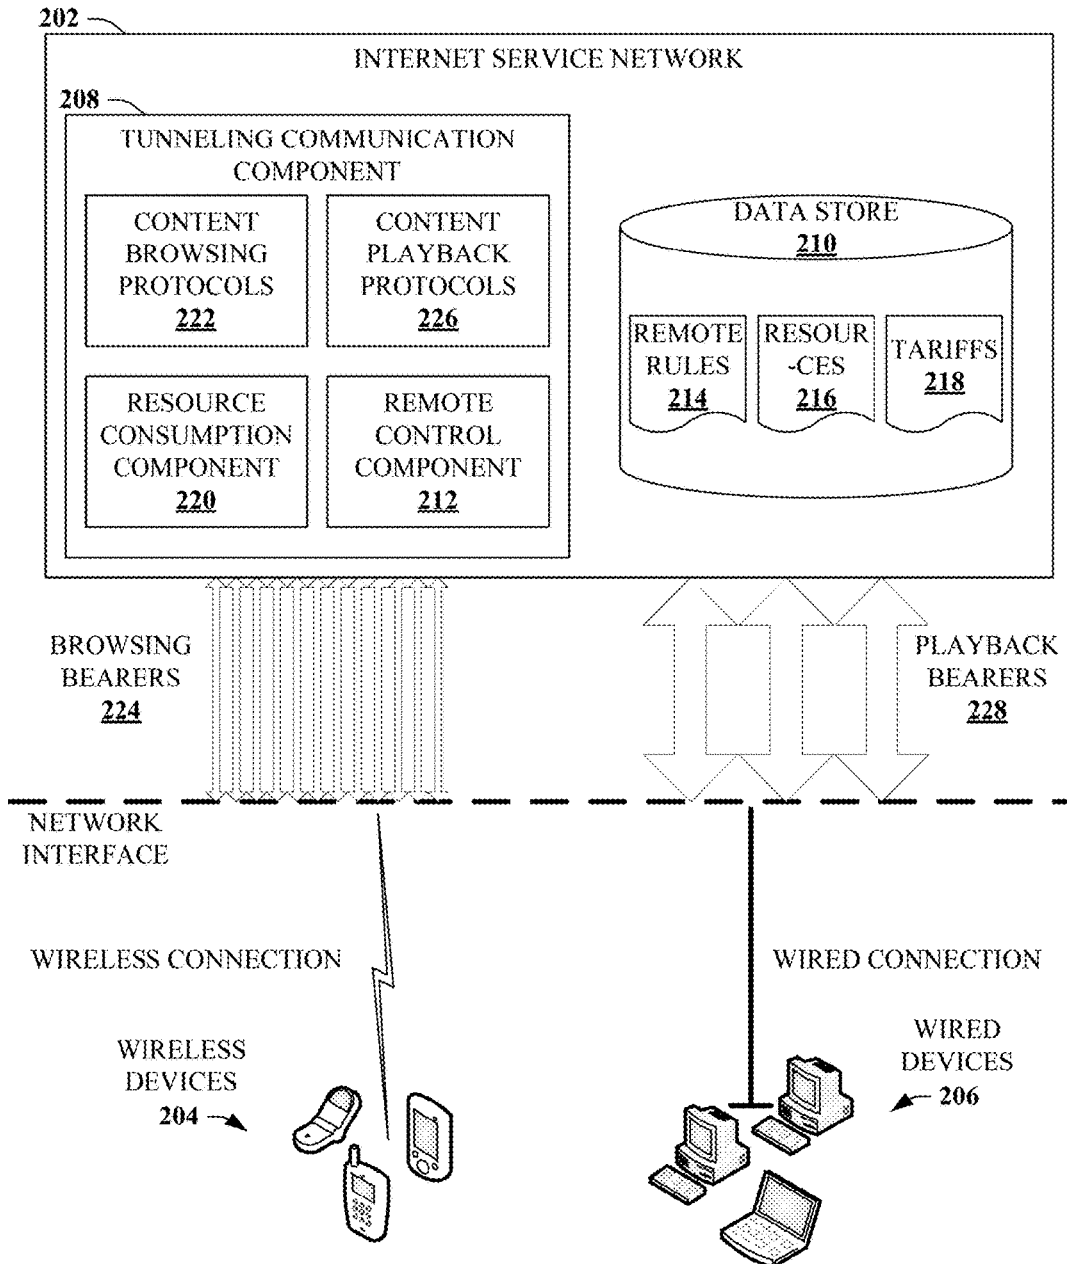 202
INTERNET SERVICE NETWORK
208
TUNNELING COMMUNICATION
COMPONENT
CONTENT
BROWSING
PROTOCOLS
222
CONTENT
PLAYBACK
PROTOCOLS
226
RESOURCE
CONSUMPTION
COMPONENT
220
REMOTE
CONTROL
COMPONENT
212
DATA STORE
210
REMOTE
RULES
214
RESOUR
-CES
216
TARIFFS
218
BROWSING
BEARERS
224
PLAYBACK
BEARERS
228
NETWORK
INTERFACE
WIRELESS CONNECTION
WIRED CONNECTION
WIRELESS
DEVICES
204
WIRED
DEVICES
206